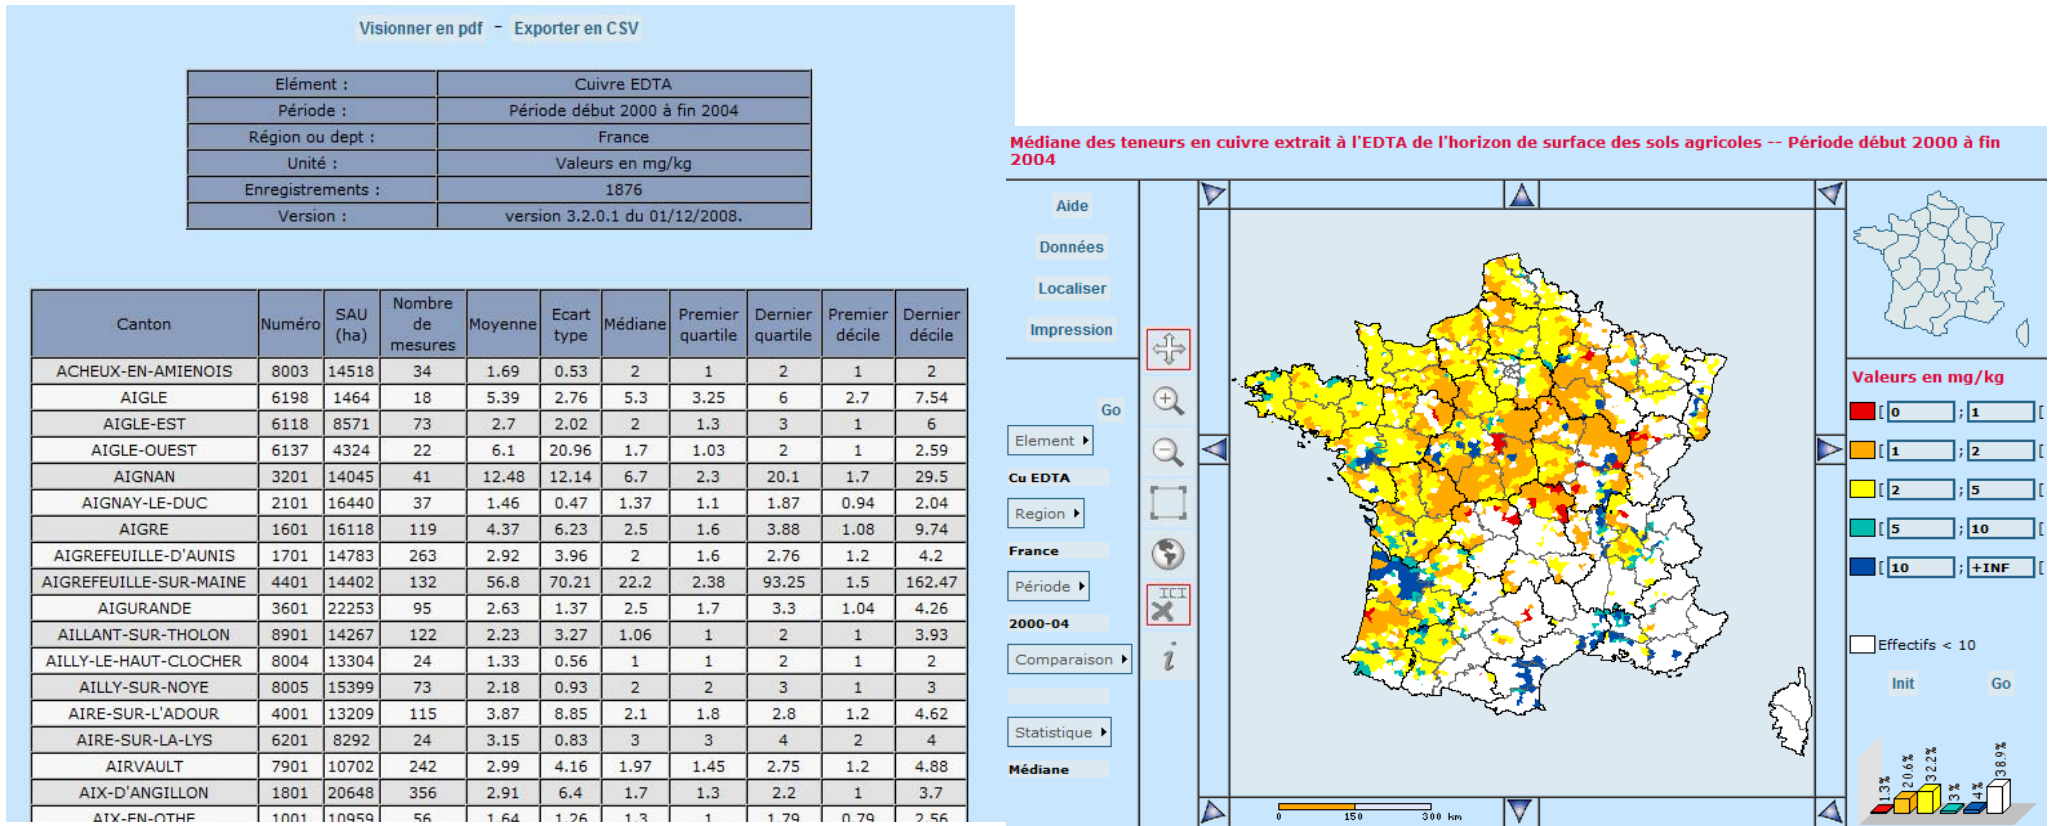 Visionner en pdf - Exporter en CSV
Elément : Cuivre EDTA
Période : Période début 2000 à fin 2004
Région ou dept : France
Unité : Valeurs en mg/kg
Enregistrements : 1876
Version : version 3.2.0.1 du 01/12/2008.
Canton Numéro SAU (ha) Nombre de mesures Moyenne Ecart type Médiane Premier quartile Dernier quartile Premier décile Dernier décile
ACHEUX-EN-AMIENOIS 8003 14518 34 1.69 0.53 2 1 2 1 2
AIGLE 6198 1464 18 5.39 2.76 5.3 3.25 6 2.7 7.54
AIGLE-EST 6118 8571 73 2.7 2.02 2 1.3 3 1 6
AIGLE-OUEST 6137 4324 22 6.1 20.96 1.7 1.03 2 1 2.59
AIGNAN 3201 14045 41 12.48 12.14 6.7 2.3 20.1 1.7 29.5
AIGNAY-LE-DUC 2101 16440 37 1.46 0.47 1.37 1.1 1.87 0.94 2.04
AIGRE 1601 16118 119 4.37 6.23 2.5 1.6 3.88 1.08 9.74
AIGREFEUILLE-D'AUNIS 1701 14783 263 2.92 3.96 2 1.6 2.76 1.2 4.2
AIGREFEUILLE-SUR-MAINE 4401 14402 132 56.8 70.21 22.2 2.38 93.25 1.5 162.47
AIGURANDE 3601 22253 95 2.63 1.37 2.5 1.7 3.3 1.04 4.26
AILLANT-SUR-THOLON 8901 14267 122 2.23 3.27 1.06 1 2 1 3.93
AILLY-LE-HAUT-CLOCHER 8004 13304 24 1.33 0.56 1 1 2 1 2
AILLY-SUR-NOYE 8005 15399 73 2.18 0.93 2 2 3 1 3
AIRE-SUR-L'ADOUR 4001 13209 115 3.87 8.85 2.1 1.8 2.8 1.2 4.62
AIRE-SUR-LA-LYS 6201 8292 24 3.15 0.83 3 3 4 2 4
AIRVAULT 7901 10702 242 2.99 4.16 1.97 1.45 2.75 1.2 4.88
AIX-D'ANGILLON 1801 20648 356 2.91 6.4 1.7 1.3 2.2 1 3.7
AIX-EN-OTHE 1001 10959 56 1.64 1.26 1.3 1 1.79 0.79 2.56
Médiane des teneurs en cuivre extrait à l'EDTA de l'horizon de surface des sols agricoles -- Période début 2000 à fin
2004
Aide
Données
Localiser
Impression
Go
Element
Cu EDTA
Region
France
Période
2000-04
Comparaison
Statistique
Médiane
ICI
i
0 150 300 km
Valeurs en mg/kg
[ 0 ; 1 [
[ 1 ; 2 [
[ 2 ; 5 [
[ 5 ; 10 [
[ 10 ; +INF [
Effectifs < 10
Init Go
20.6% 32.2% 3% 4% 38.9%